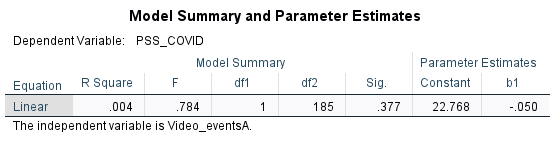 Model Summary and Parameter Estimates
Dependent Variable: PSS_COVID
Model Summary Parameter Estimates
Equation R Square F df1 df2 Sig. Constant b1
Linear .004 .784 1 185 .377 22.768 -.050
The independent variable is Video_eventsA.